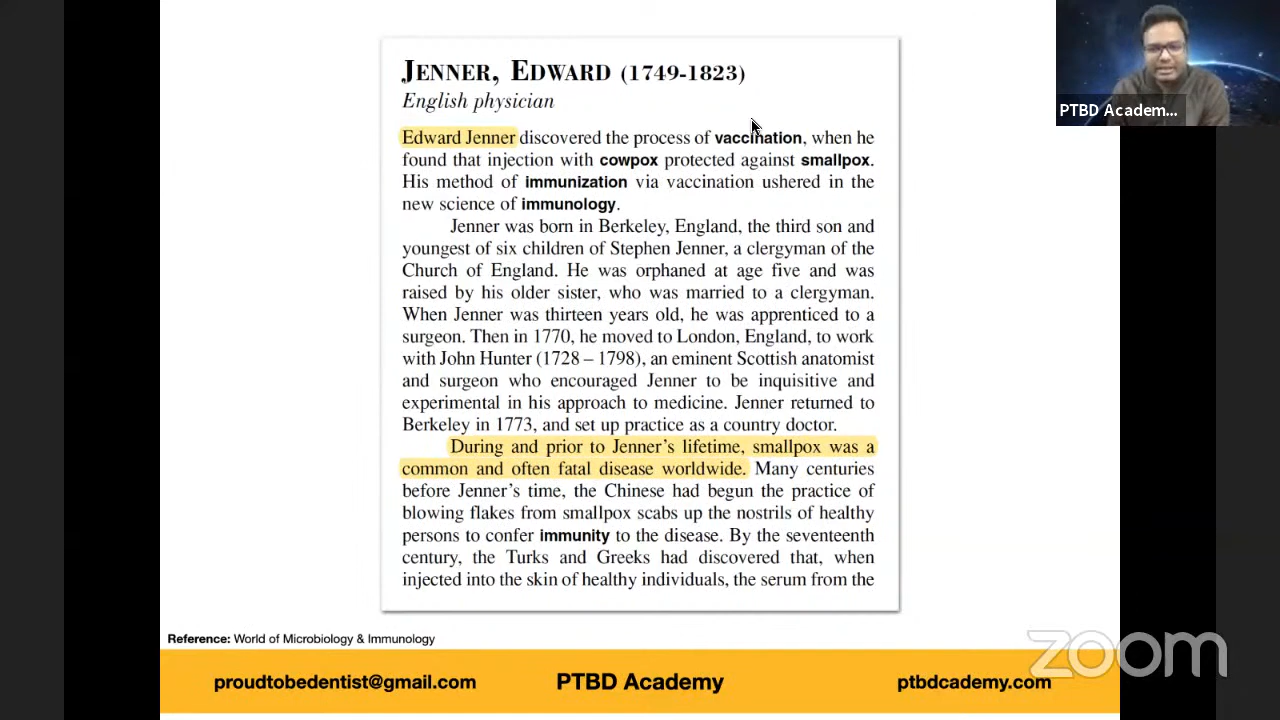 JENNER, EDWARD (1749-1823)
English physician
Edward Jenner discovered the process of vaccination, when he
found that injection with cowpox protected against smallpox.
His method of immunization via vaccination ushered in the
new science of immunology.
Jenner was born in Berkeley, England, the third son and
youngest of six children of Stephen Jenner, a clergyman of the
Church of England. He was orphaned at age five and was
raised by his older sister, who was married to a clergyman.
When Jenner was thirteen years old, he was apprenticed to a
surgeon. Then in 1770, he moved to London, England, to work
with John Hunter (1728 – 1798), an eminent Scottish anatomist
and surgeon who encouraged Jenner to be inquisitive and
experimental in his approach to medicine. Jenner returned to
Berkeley in 1773, and set up practice as a country doctor.
During and prior to Jenner's lifetime, smallpox was a
common and often fatal disease worldwide. Many centuries
before Jenner's time, the Chinese had begun the practice of
blowing flakes from smallpox scabs up the nostrils of healthy
persons to confer immunity to the disease. By the seventeenth
century, the Turks and Greeks had discovered that, when
injected into the skin of healthy individuals, the serum from the
PTBD Academ...
Reference: World of Microbiology & Immunology
zoom
proudtobedentist@gmail.com
PTBD Academy
ptbdcademy.com